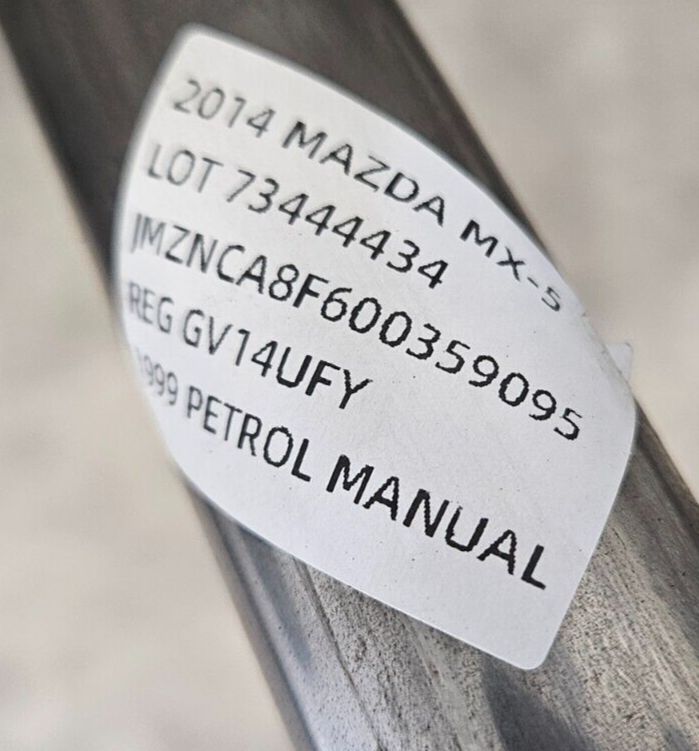 2014 MAZDA MX-5
LOT 73444434
JMZNCA8F600359095
REG GV14UFY
1999 PETROL MANUAL